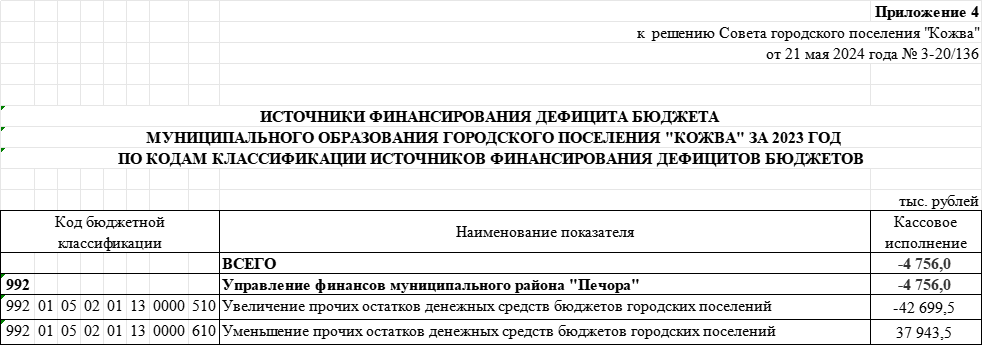 Приложение 4
к решению Совета городского поселения "Кожва"
от 21 мая 2024 года № 3-20/136
ИСТОЧНИКИ ФИНАНСИРОВАНИЯ ДЕФИЦИТА БЮДЖЕТА
МУНИЦИПАЛЬНОГО ОБРАЗОВАНИЯ ГОРОДСКОГО ПОСЕЛЕНИЯ "КОЖВА" ЗА 2023 ГОД
ПО КОДАМ КЛАССИФИКАЦИИ ИСТОЧНИКОВ ФИНАНСИРОВАНИЯ ДЕФИЦИТОВ БЮДЖЕТОВ
тыс. рублей
Код бюджетной классификации Наименование показателя Кассовое исполнение
ВСЕГО -4 756,0
992 Управление финансов муниципального района "Печора" -4 756,0
992 01 05 02 01 13 0000 510 Увеличение прочих остатков денежных средств бюджетов городских поселений -42 699,5
992 01 05 02 01 13 0000 610 Уменьшение прочих остатков денежных средств бюджетов городских поселений 37 943,5